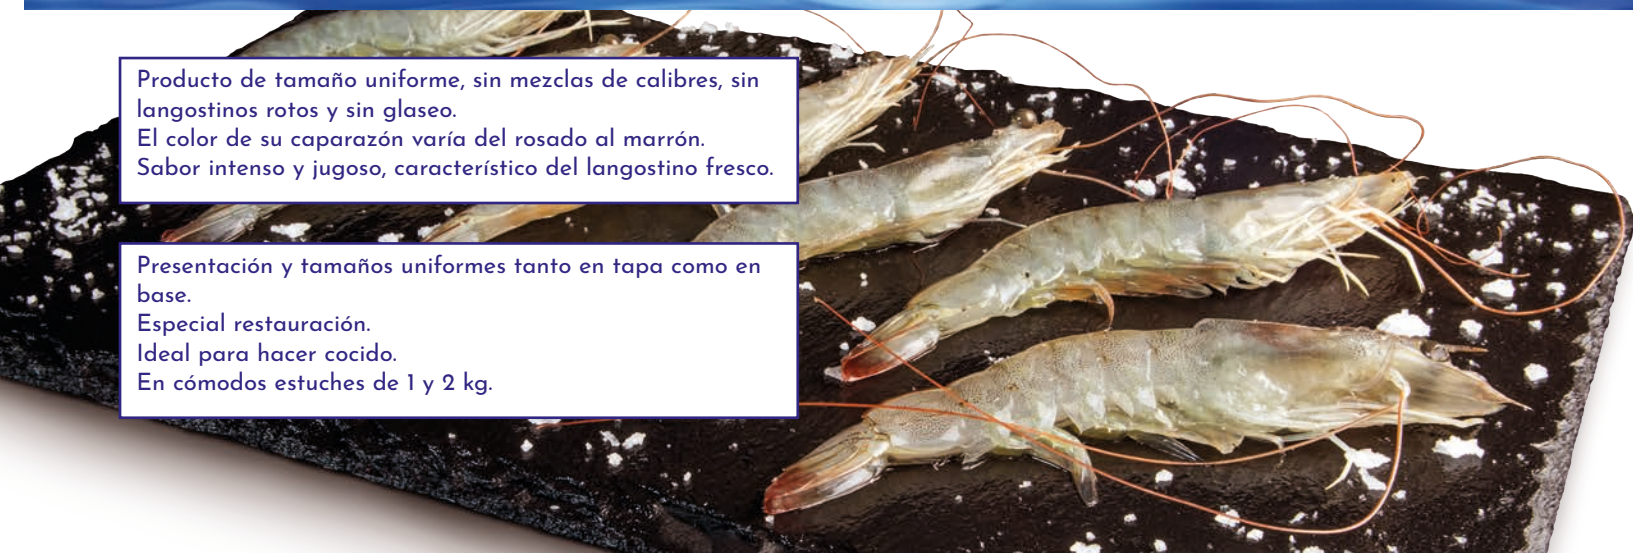 Producto de tamaño uniforme, sin mezclas de calibres, sin
langostinos rotos y sin glaseo.
El color de su caparazón varía del rosado al marrón.
Sabor intenso y jugoso, característico del langostino fresco.
Presentación y tamaños uniformes tanto en tapa como en
base.
Especial restauración.
Ideal para hacer cocido.
En cómodos estuches de 1 y 2 kg.